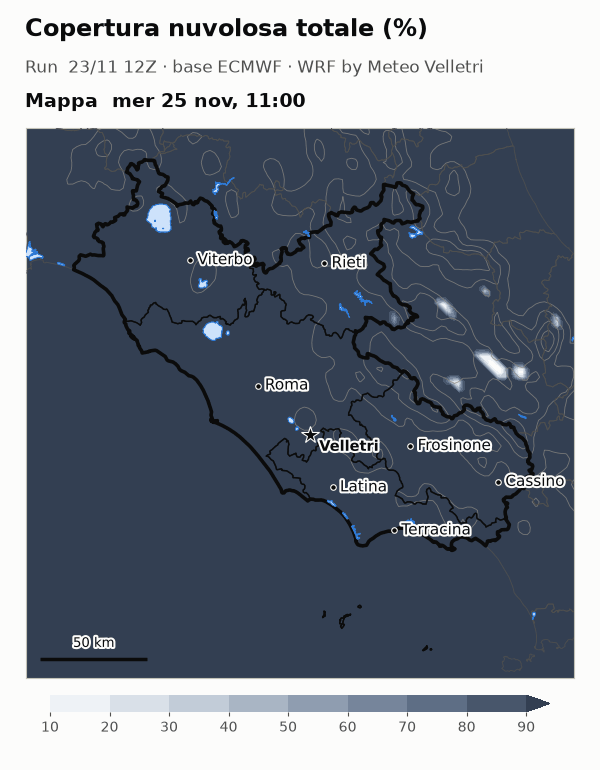 Copertura nuvolosa totale (%)
Run 23/11 12Z · base ECMWF · WRF by Meteo Velletri
Mappa mer 25 nov, 11:00
Viterbo
Rieti
Roma
Velletri
Frosinone
Latina
Cassino
Terracina
50 km
10 20 30 40 50 60 70 80 90